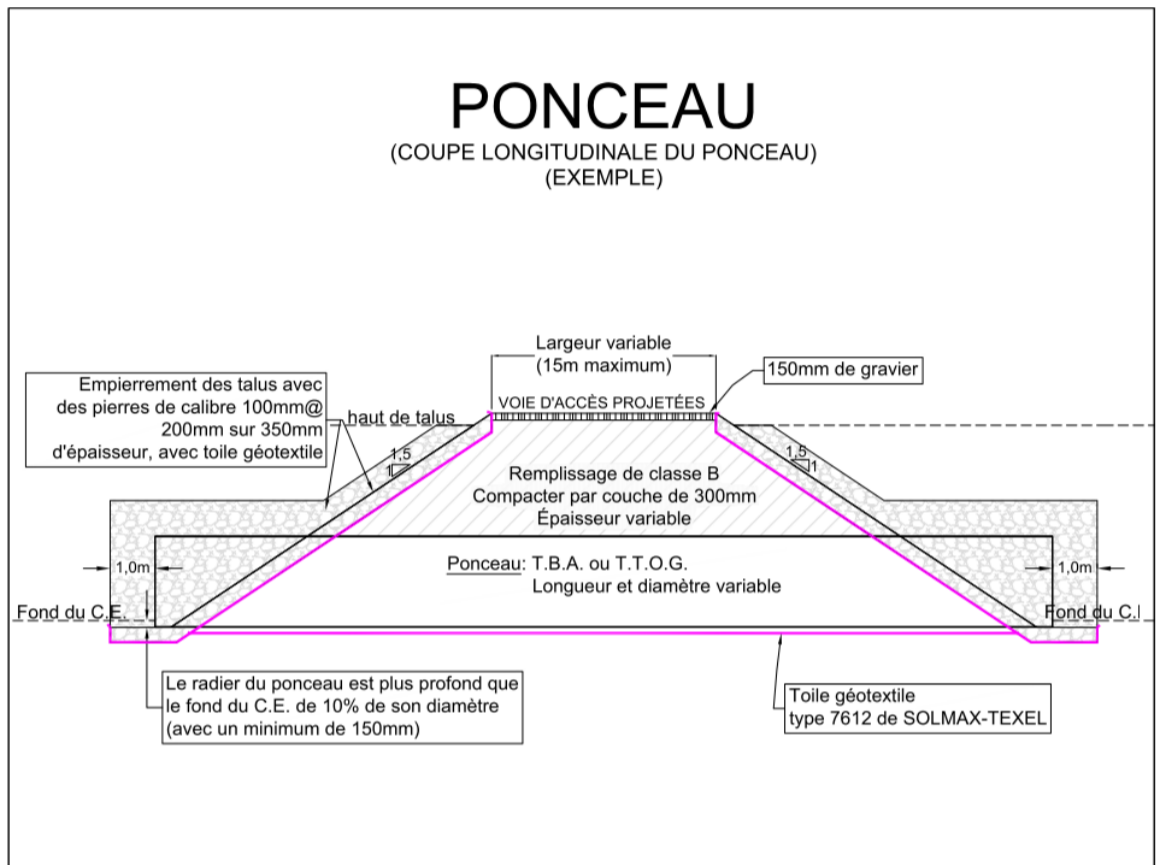 PONCEAU
(COUPE LONGITUDINALE DU PONCEAU)
(EXEMPLE)
Largeur variable
(15m maximum)
150mm de gravier
Empierrement des talus avec
des pierres de calibre 100mm@
200mm sur 350mm
d'épaisseur, avec toile géotextile
haut de talus
VOIE D'ACCÈS PROJETÉES
1,5
1
1,5
1
Remplissage de classe B
Compacter par couche de 300mm
Épaisseur variable
1,0m
Ponceau: T.B.A. ou T.T.O.G.
Longueur et diamètre variable
1,0m
Fond du C.E.
Fond du C.I
Le radier du ponceau est plus profond que
le fond du C.E. de 10% de son diamètre
(avec un minimum de 150mm)
Toile géotextile
type 7612 de SOLMAX-TEXEL